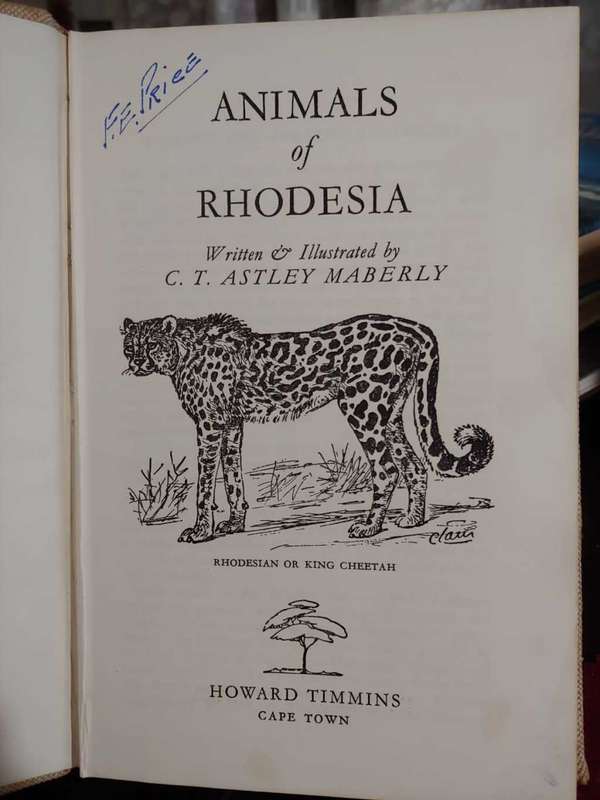 F.E. PRICE
ANIMALS
of
RHODESIA
Written & Illustrated by
C. T. ASTLEY MABERLY
RHODESIAN OR KING CHEETAH
HOWARD TIMMINS
CAPE TOWN